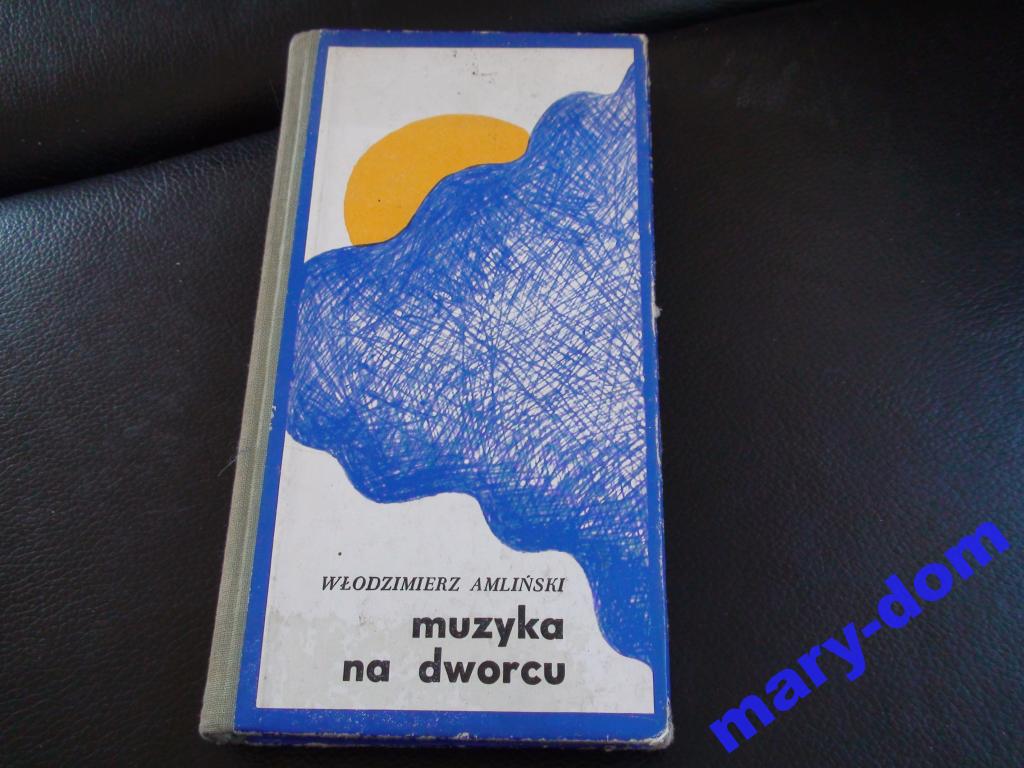 WŁODZIMIERZ AMLIŃSKI
muzyka
na dworcu
mary-dom